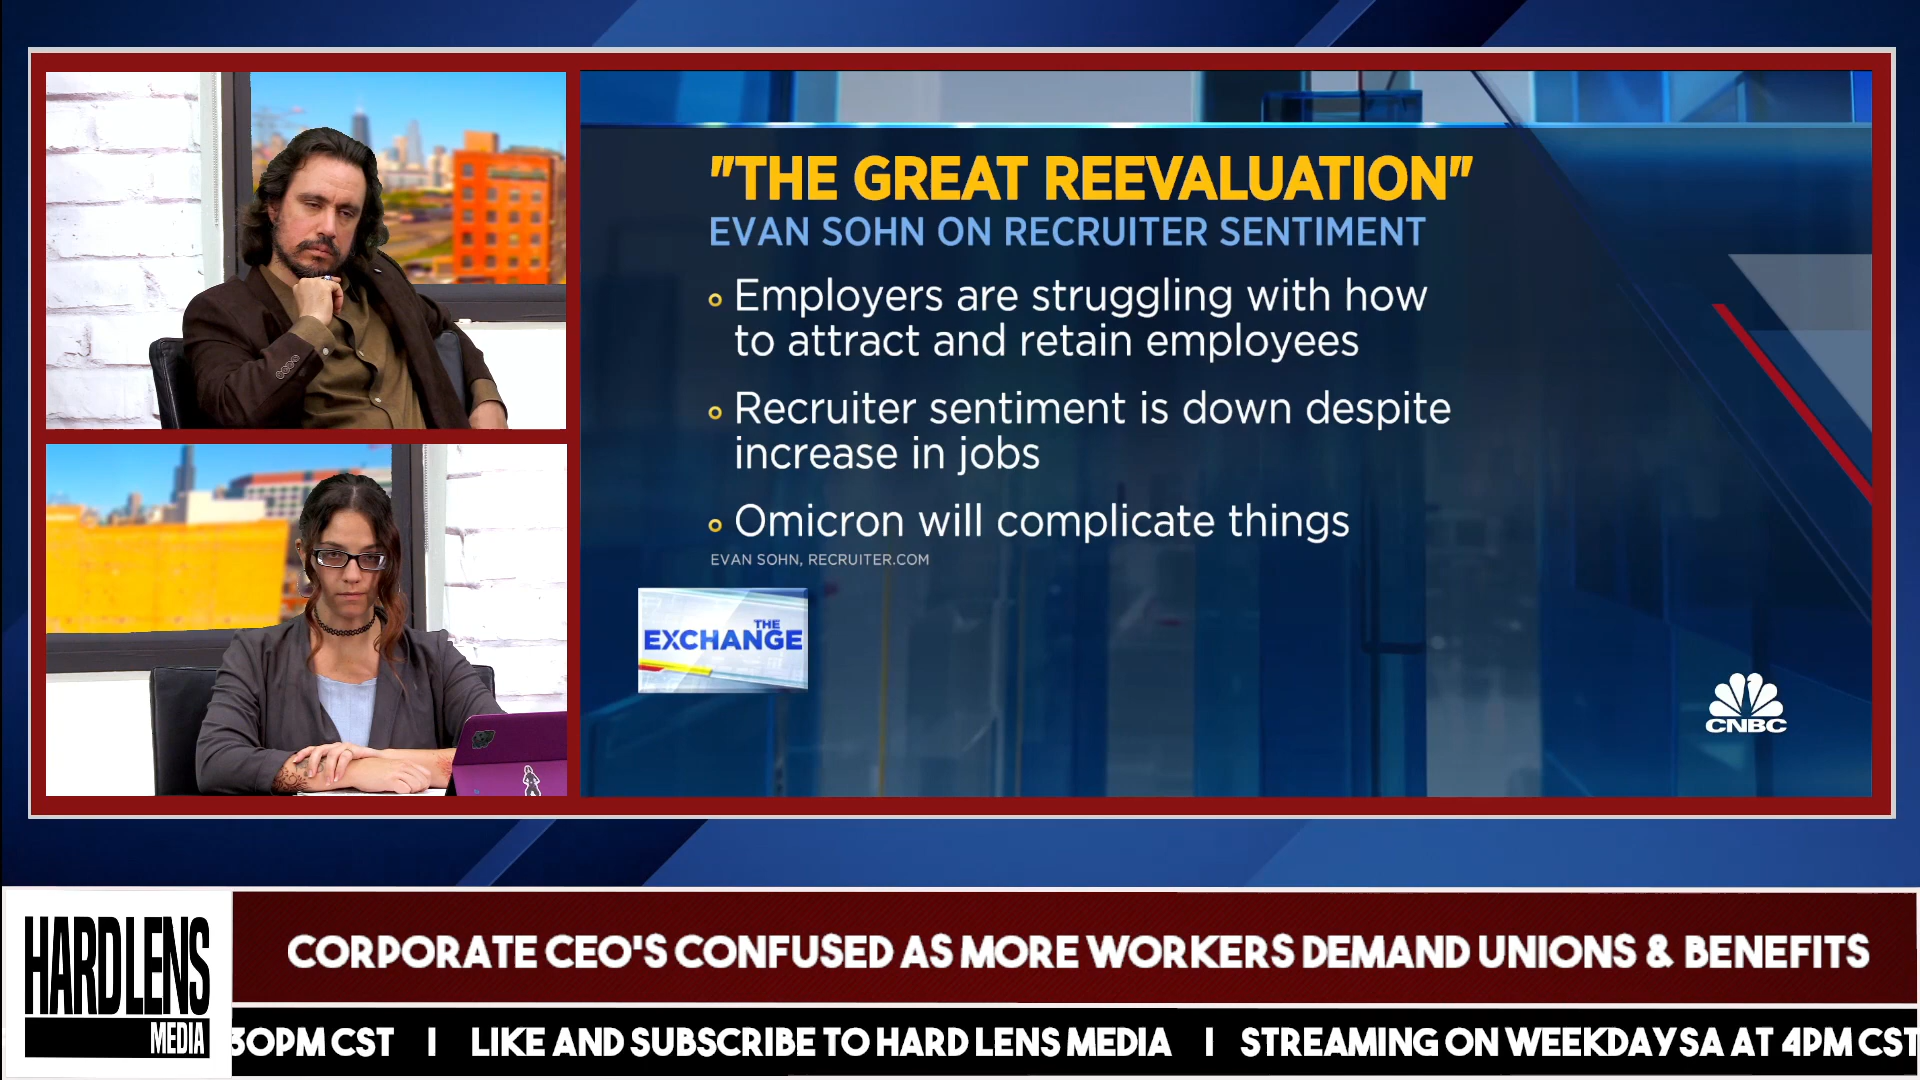 "THE GREAT REEVALUATION"
EVAN SOHN ON RECRUITER SENTIMENT
Employers are struggling with how
to attract and retain employees
Recruiter sentiment is down despite
increase in jobs
Omicron will complicate things
EVAN SOHN, RECRUITER.COM
THE
EXCHANGE
CNBC
HARD LENS
MEDIA
CORPORATE CEO'S CONFUSED AS MORE WORKERS DEMAND UNIONS & BENEFITS
30PM CST | LIKE AND SUBSCRIBE TO HARD LENS MEDIA | STREAMING ON WEEKDAYSA AT 4PM CST